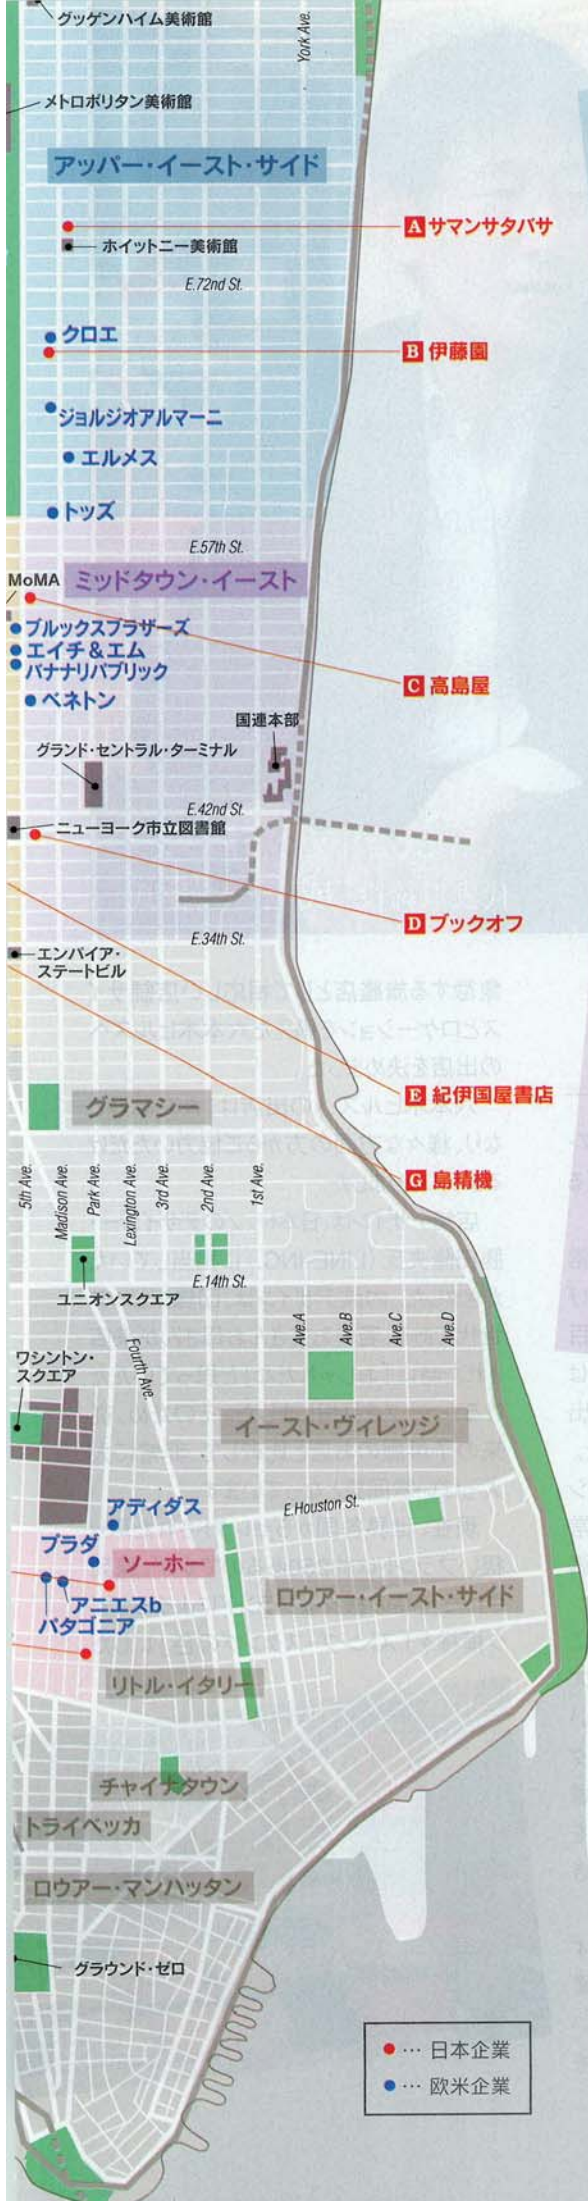 グッゲンハイム美術館
York Ave.
メトロポリタン美術館
アッパー・イースト・サイド
A サマンサタバサ
ホイットニー美術館
E.72nd St.
クロエ
B 伊藤園
ジョルジオアルマーニ
エルメス
トッズ
E.57th St.
MoMA
ミッドタウン・イースト
ブルックスブラザーズ
エイチ&エム
バナナリパブリック
C 高島屋
ベネトン
国連本部
グランド・セントラル・ターミナル
E.42nd St.
ニューヨーク市立図書館
D ブックオフ
E.34th St.
エンパイア・
ステートビル
E 紀伊国屋書店
グラマシー
G 島精機
5th Ave.
Madison Ave.
Park Ave.
Lexington Ave.
3rd Ave.
2nd Ave.
1st Ave.
E.14th St.
ユニオンスクエア
Ave.A
Ave.B
Ave.C
Ave.D
ワシントン・
スクエア
Fourth Ave.
イースト・ヴィレッジ
アディダス
E.Houston St.
プラダ
ソーホー
アニエスb
パタゴニア
ロウアー・イースト・サイド
リトル・イタリー
チャイナタウン
トライベッカ
ロウアー・マンハッタン
グラウンド・ゼロ
… 日本企業
… 欧米企業